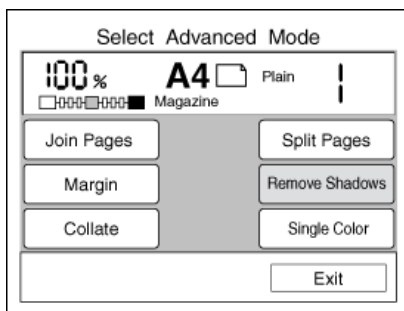 Select Advanced Mode
100 % A4 Plain 1
Magazine
Join Pages Split Pages
Margin Remove Shadows
Collate Single Color
Exit